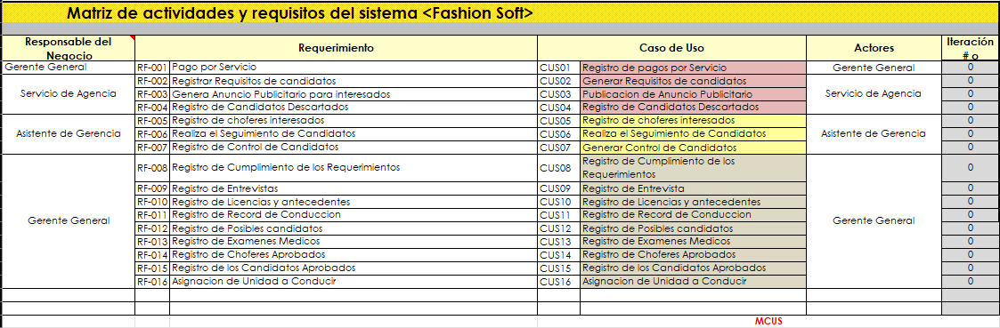 Matriz de actividades y requisitos del sistema <Fashion Soft>
Responsable del Negocio Requerimiento Caso de Uso Actores Iteración # o
Gerente General RF-001 Pago por Servicio CUS01 Registro de pagos por Servicio Gerente General 0
Servicio de Agencia RF-002 Registrar Requisitos de candidatos CUS02 Generar Requisitos de candidatos Servicio de Agencia 0
RF-003 Genera Anuncio Publicitario para interesados CUS03 Publicacion de Anuncio Publicitario 0
RF-004 Registro de Candidatos Descartados CUS04 Registro de Candidatos Descartados 0
Asistente de Gerencia RF-005 Registro de choferes interesados CUS05 Registro de choferes interesados Asistente de Gerencia 0
RF-006 Realiza el Seguimiento de Candidatos CUS06 Realiza el Seguimiento de Candidatos 0
RF-007 Registro de Control de Candidatos CUS07 Generar Control de Candidatos 0
Gerente General RF-008 Registro de Cumplimiento de los Requerimientos CUS08 Registro de Cumplimiento de los Requerimientos Gerente General 0
RF-009 Registro de Entrevistas CUS09 Registro de Entrevista 0
RF-010 Registro de Licencias y antecedentes CUS10 Registro de Licencias y antecedentes 0
RF-011 Registro de Record de Conduccion CUS11 Registro de Record de Conduccion 0
RF-012 Registro de Posibles candidatos CUS12 Registro de Posibles candidatos 0
RF-013 Registro de Examenes Medicos CUS13 Registro de Examenes Medicos 0
RF-014 Registro de Choferes Aprobados CUS14 Registro de Choferes Aprobados 0
RF-015 Registro de los Candidatos Aprobados CUS15 Registro de los Candidatos Aprobados 0
RF-016 Asignacion de Unidad a Conducir CUS16 Asignacion de Unidad a Conducir 0
MCUS